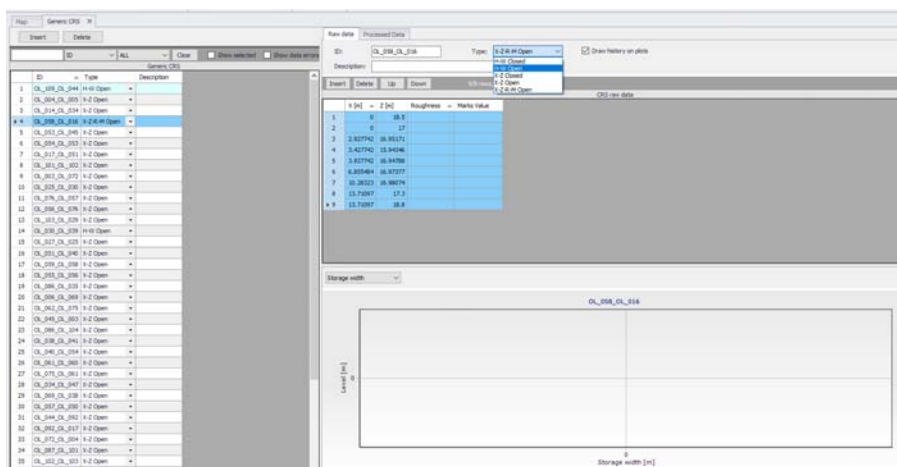 Map Generic CRS
Insert Delete
ID ALL Clear Show selected Show data errors
Generic CRS
ID Type Description
1 OL_109_OL_044 H-W Open
2 OL_004_OL_005 X-Z Open
3 OL_014_OL_034 X-Z Open
4 OL_058_OL_016 X-Z-R-M Open
5 OL_053_OL_045 X-Z Open
6 OL_054_OL_053 X-Z Open
7 OL_017_OL_051 X-Z Open
8 OL_101_OL_102 X-Z Open
9 OL_003_OL_072 X-Z Open
10 OL_025_OL_030 X-Z Open
11 OL_076_OL_057 X-Z Open
12 OL_056_OL_076 X-Z Open
13 OL_103_OL_029 X-Z Open
14 OL_030_OL_039 H-W Open
15 OL_027_OL_025 X-Z Open
16 OL_051_OL_040 X-Z Open
17 OL_039_OL_058 X-Z Open
18 OL_055_OL_056 X-Z Open
19 OL_086_OL_035 X-Z Open
20 OL_006_OL_069 X-Z Open
21 OL_062_OL_075 X-Z Open
22 OL_045_OL_003 X-Z Open
23 OL_086_OL_104 X-Z Open
24 OL_038_OL_041 X-Z Open
25 OL_040_OL_054 X-Z Open
26 OL_061_OL_060 X-Z Open
27 OL_075_OL_061 X-Z Open
28 OL_034_OL_047 X-Z Open
29 OL_069_OL_038 X-Z Open
30 OL_057_OL_050 X-Z Open
31 OL_044_OL_092 X-Z Open
32 OL_092_OL_017 X-Z Open
33 OL_072_OL_004 X-Z Open
34 OL_087_OL_101 X-Z Open
35 OL_102_OL_103 X-Z Open
Raw data Processed Data
ID: OL_058_OL_016 Type: X-Z-R-M Open Draw history on plots
Description:
H-W Closed
H-W Open
X-Z Closed
X-Z Open
X-Z-R-M Open
Insert Delete Up Down
CRS raw data
X [m] Z [m] Roughness Marks Value
1 0 18.5
2 0 17
3 2.927742 16.95171
4 3.427742 15.94346
5 3.927742 16.94788
6 6.855484 16.97377
7 10.28323 16.98074
8 13.71097 17.3
9 13.71097 18.8
Storage width
OL_058_OL_016
Level [m]
0
0
Storage width [m]